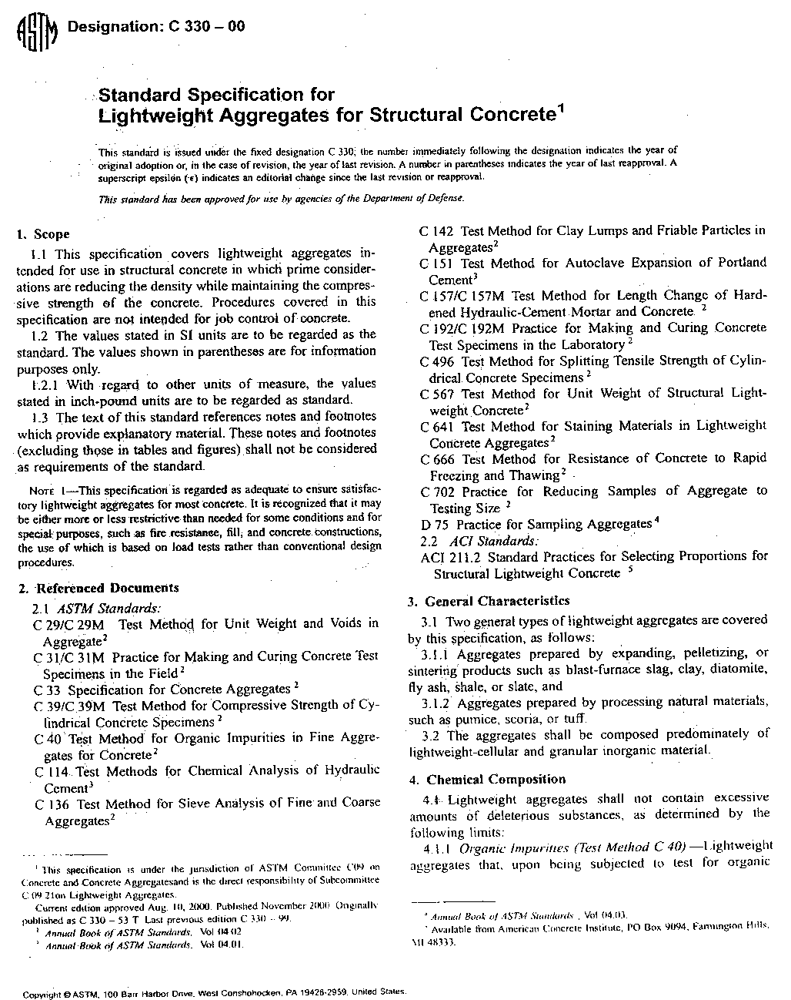 ASTM Designation: C 330 – 00
Standard Specification for
Lightweight Aggregates for Structural Concrete1
This standard is issued under the fixed designation C 330; the number immediately following the designation indicates the year of
original adoption or, in the case of revision, the year of last revision. A number in parentheses indicates the year of last reapproval. A
superscript epsilon (ε) indicates an editorial change since the last revision or reapproval.
This standard has been approved for use by agencies of the Department of Defense.
1. Scope
1.1 This specification covers lightweight aggregates in-
tended for use in structural concrete in which prime consider-
ations are reducing the density while maintaining the compres-
sive strength of the concrete. Procedures covered in this
specification are not intended for job control of concrete.
1.2 The values stated in SI units are to be regarded as the
standard. The values shown in parentheses are for information
purposes only.
1.2.1 With regard to other units of measure, the values
stated in inch-pound units are to be regarded as standard.
1.3 The text of this standard references notes and footnotes
which provide explanatory material. These notes and footnotes
(excluding those in tables and figures) shall not be considered
as requirements of the standard.
NOTE 1—This specification is regarded as adequate to ensure satisfac-
tory lightweight aggregates for most concrete. It is recognized that it may
be either more or less restrictive than needed for some conditions and for
special purposes, such as fire resistance, fill, and concrete constructions,
the use of which is based on load tests rather than conventional design
procedures.
2. Referenced Documents
2.1 ASTM Standards:
C 29/C 29M Test Method for Unit Weight and Voids in
Aggregate2
C 31/C 31M Practice for Making and Curing Concrete Test
Specimens in the Field2
C 33 Specification for Concrete Aggregates 2
C 39/C 39M Test Method for Compressive Strength of Cy-
lindrical Concrete Specimens 2
C 40 Test Method for Organic Impurities in Fine Aggre-
gates for Concrete2
C 114 Test Methods for Chemical Analysis of Hydraulic
Cement3
C 136 Test Method for Sieve Analysis of Fine and Coarse
Aggregates2
1 This specification is under the jurisdiction of ASTM Committee C09 on
Concrete and Concrete Aggregatesand is the direct responsibility of Subcommittee
C 09 21on Lightweight Aggregates.
Current edition approved Aug. 10, 2000. Published November 2000. Originally
published as C 330 – 53 T. Last previous edition C 330 – 99.
2 Annual Book of ASTM Standards, Vol 04.02
3 Annual Book of ASTM Standards, Vol 04.01.
C 142 Test Method for Clay Lumps and Friable Particles in
Aggregates2
C 151 Test Method for Autoclave Expansion of Portland
Cement3
C 157/C 157M Test Method for Length Change of Hard-
ened Hydraulic-Cement Mortar and Concrete 2
C 192/C 192M Practice for Making and Curing Concrete
Test Specimens in the Laboratory 2
C 496 Test Method for Splitting Tensile Strength of Cylin-
drical Concrete Specimens 2
C 567 Test Method for Unit Weight of Structural Light-
weight Concrete2
C 641 Test Method for Staining Materials in Lightweight
Concrete Aggregates2
C 666 Test Method for Resistance of Concrete to Rapid
Freezing and Thawing2
C 702 Practice for Reducing Samples of Aggregate to
Testing Size 2
D 75 Practice for Sampling Aggregates4
2.2 ACI Standards:
ACI 211.2 Standard Practices for Selecting Proportions for
Structural Lightweight Concrete 5
3. General Characteristics
3.1 Two general types of lightweight aggregates are covered
by this specification, as follows:
3.1.1 Aggregates prepared by expanding, pelletizing, or
sintering products such as blast-furnace slag, clay, diatomite,
fly ash, shale, or slate, and
3.1.2 Aggregates prepared by processing natural materials,
such as pumice, scoria, or tuff.
3.2 The aggregates shall be composed predominately of
lightweight-cellular and granular inorganic material.
4. Chemical Composition
4.1 Lightweight aggregates shall not contain excessive
amounts of deleterious substances, as determined by the
following limits:
4.1.1 Organic Impurities (Test Method C 40) —Lightweight
aggregates that, upon being subjected to test for organic
4 Annual Book of ASTM Standards , Vol 04.03.
5 Available from American Concrete Institute, PO Box 9094, Farmington Hills,
MI 48333.
Copyright © ASTM, 100 Barr Harbor Drive, West Conshohocken, PA 19428-2959, United States.